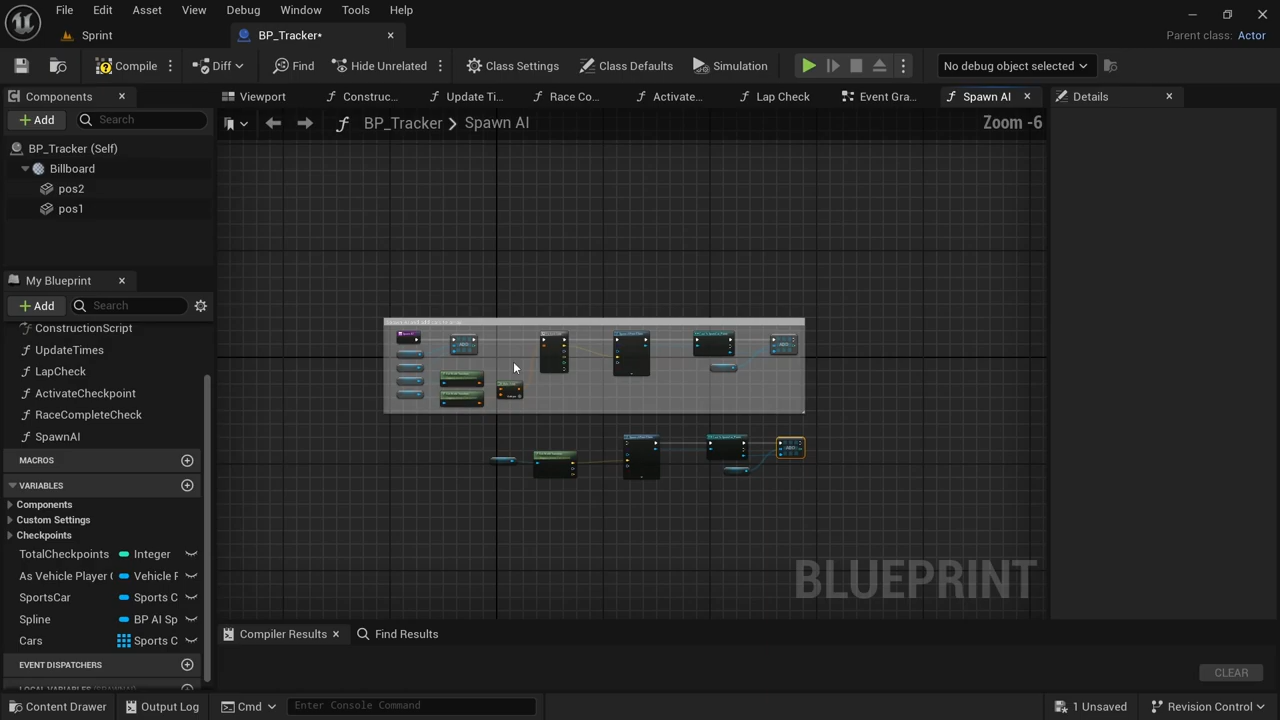 File Edit Asset View Debug Window Tools Help
Sprint
BP_Tracker*
Parent class: Actor
Compile
Diff
Find
Hide Unrelated
Class Settings
Class Defaults
Simulation
No debug object selected
Components
Viewport
Construc...
Update Ti...
Race Co...
Activate...
Lap Check
Event Gra...
Spawn AI
Details
Add
Search
BP_Tracker > Spawn AI
Zoom -6
BP_Tracker (Self)
Billboard
pos2
pos1
My Blueprint
Add
Search
ConstructionScript
UpdateTimes
LapCheck
ActivateCheckpoint
RaceCompleteCheck
SpawnAI
MACROS
VARIABLES
Components
Custom Settings
Checkpoints
TotalCheckpoints Integer
As Vehicle Player Vehicle
SportsCar Sports C
Spline BP AI Sp
Cars Sports C
EVENT DISPATCHERS
BLUEPRINT
Compiler Results
Find Results
CLEAR
Content Drawer
Output Log
Cmd
Enter Console Command
1 Unsaved
Revision Control